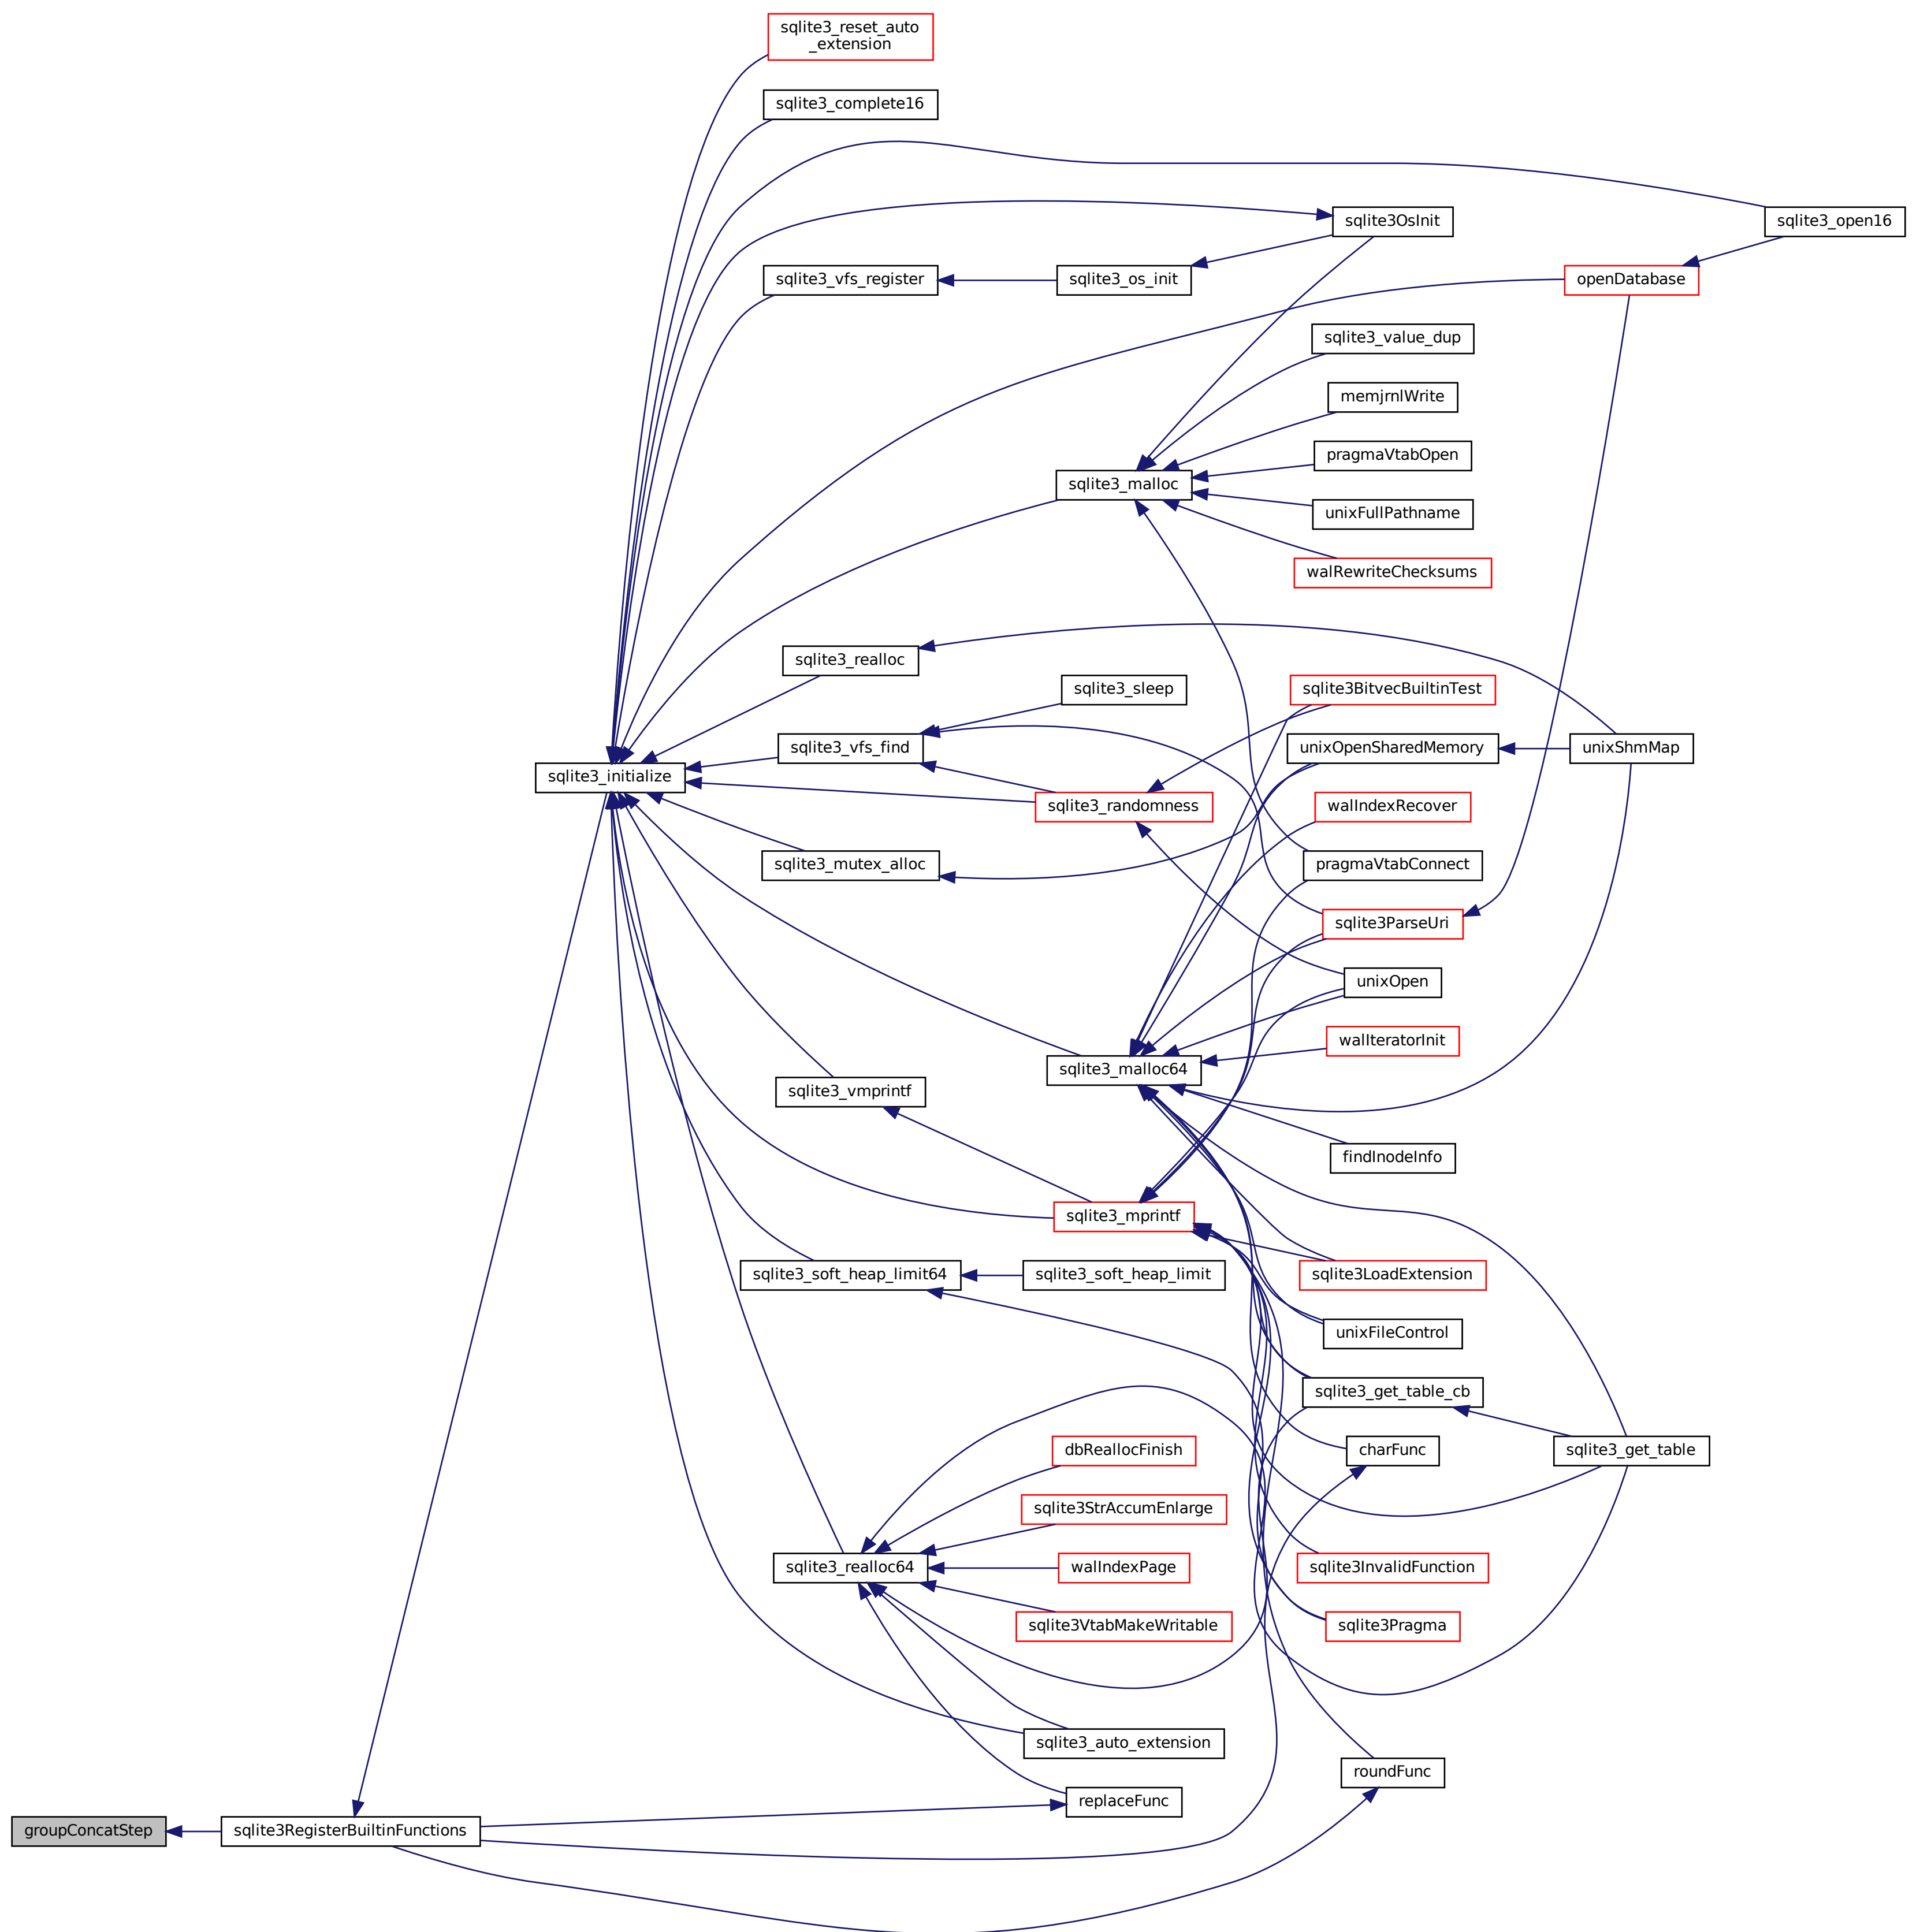 sqlite3_reset_auto
_extension
sqlite3_complete16
sqlite3OsInit
sqlite3_open16
sqlite3_vfs_register
sqlite3_os_init
openDatabase
sqlite3_value_dup
memjrnlWrite
pragmaVtabOpen
sqlite3_malloc
unixFullPathname
walRewriteChecksums
sqlite3_realloc
sqlite3_sleep
sqlite3BitvecBuiltinTest
sqlite3_vfs_find
unixOpenSharedMemory
unixShmMap
sqlite3_initialize
sqlite3_randomness
walIndexRecover
sqlite3_mutex_alloc
pragmaVtabConnect
sqlite3ParseUri
unixOpen
walIteratorInit
sqlite3_malloc64
sqlite3_vmprintf
findInodeInfo
sqlite3_mprintf
sqlite3_soft_heap_limit64
sqlite3_soft_heap_limit
sqlite3LoadExtension
unixFileControl
sqlite3_get_table_cb
dbReallocFinish
charFunc
sqlite3_get_table
sqlite3StrAccumEnlarge
sqlite3_realloc64
walIndexPage
sqlite3InvalidFunction
sqlite3VtabMakeWritable
sqlite3Pragma
sqlite3_auto_extension
roundFunc
replaceFunc
groupConcatStep
sqlite3RegisterBuiltinFunctions